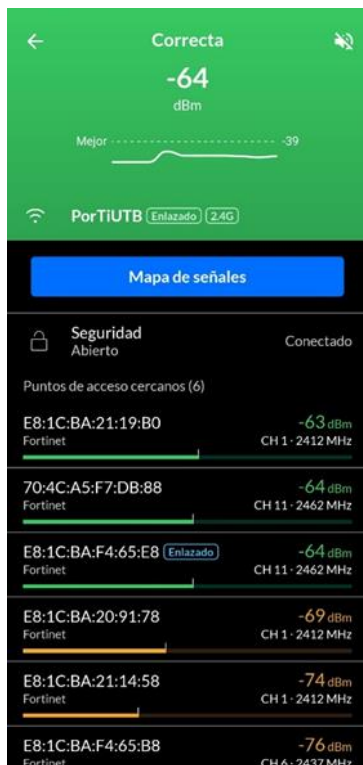 Correcta
-64
dBm
Mejor -39
PorTiUTB Enlazado 2.4G
Mapa de señales
Seguridad
Abierto
Conectado
Puntos de acceso cercanos (6)
E8:1C:BA:21:19:B0 -63 dBm
Fortinet CH 1 · 2412 MHz
70:4C:A5:F7:DB:88 -64 dBm
Fortinet CH 11 · 2462 MHz
E8:1C:BA:F4:65:E8 Enlazado -64 dBm
Fortinet CH 11 · 2462 MHz
E8:1C:BA:20:91:78 -69 dBm
Fortinet CH 1 · 2412 MHz
E8:1C:BA:21:14:58 -74 dBm
Fortinet CH 1 · 2412 MHz
E8:1C:BA:F4:65:B8 -76 dBm
Fortinet CH 6 · 2437 MHz